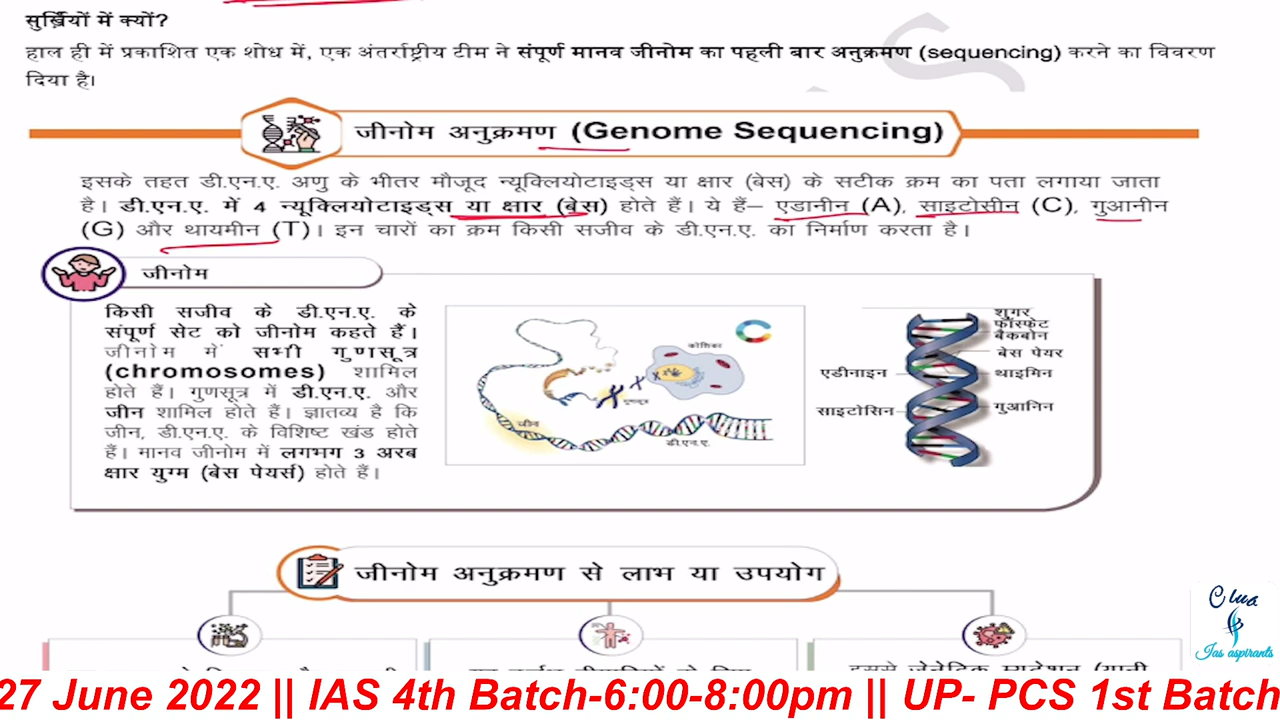 सुर्ख़ियों में क्यों?
हाल ही में प्रकाशित एक शोध में, एक अंतर्राष्ट्रीय टीम ने संपूर्ण मानव जीनोम का पहली बार अनुक्रमण (sequencing) करने का विवरण
दिया है।
जीनोम अनुक्रमण (Genome Sequencing)
इसके तहत डी.एन.ए. अणु के भीतर मौजूद न्यूक्लियोटाइड्स या क्षार (बेस) के सटीक क्रम का पता लगाया जाता
है। डी.एन.ए. में 4 न्यूक्लियोटाइड्स या क्षार (बेस) होते हैं। ये हैं– एडानीन (A), साइटोसीन (C), गुआनीन
(G) और थायमीन (T)। इन चारों का क्रम किसी सजीव के डी.एन.ए. का निर्माण करता है।
जीनोम
किसी सजीव के डी.एन.ए. के
संपूर्ण सेट को जीनोम कहते हैं।
जीनोम में सभी गुणसूत्र
(chromosomes) शामिल
होते हैं। गुणसूत्र में डी.एन.ए. और
जीन शामिल होते हैं। ज्ञातव्य है कि
जीन, डी.एन.ए. के विशिष्ट खंड होते
हैं। मानव जीनोम में लगभग 3 अरब
क्षार युग्म (बेस पेयर्स) होते हैं।
कोशिका
गुणसूत्र
जीन
डी.एन.ए.
शुगर
फॉस्फेट
बैकबोन
बेस पेयर
एडीनाइन
थाइमिन
साइटोसिन
गुआनिन
जीनोम अनुक्रमण से लाभ या उपयोग
इससे जेनेटिक म्यूटेशन (यानी
Clue
Ias aspirants
27 June 2022 || IAS 4th Batch-6:00-8:00pm || UP- PCS 1st Batch